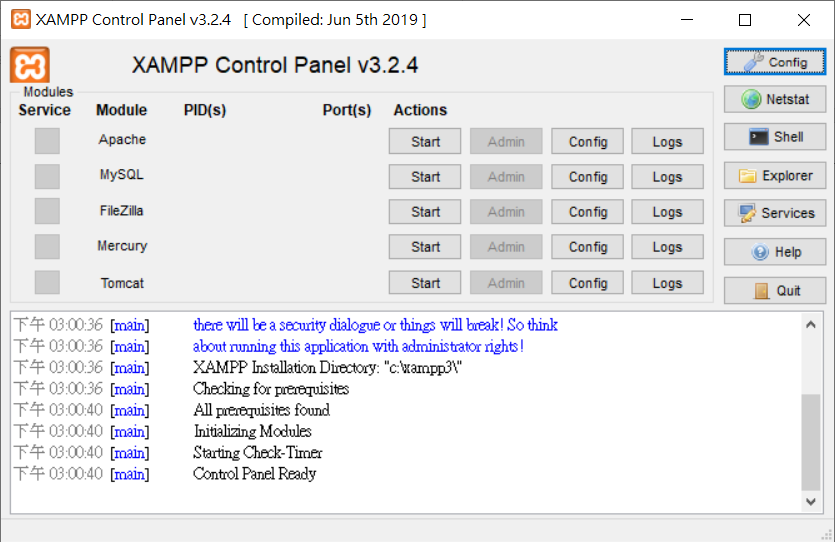 XAMPP Control Panel v3.2.4 [ Compiled: Jun 5th 2019 ]
XAMPP Control Panel v3.2.4
Config
Modules
Service Module PID(s) Port(s) Actions
Netstat
Apache Start Admin Config Logs
Shell
MySQL Start Admin Config Logs
Explorer
FileZilla Start Admin Config Logs
Services
Mercury Start Admin Config Logs
Help
Tomcat Start Admin Config Logs
Quit
下午 03:00:36 [main] there will be a security dialogue or things will break! So think
下午 03:00:36 [main] about running this application with administrator rights!
下午 03:00:36 [main] XAMPP Installation Directory: "c:\xampp3\"
下午 03:00:36 [main] Checking for prerequisites
下午 03:00:40 [main] All prerequisites found
下午 03:00:40 [main] Initializing Modules
下午 03:00:40 [main] Starting Check-Timer
下午 03:00:40 [main] Control Panel Ready